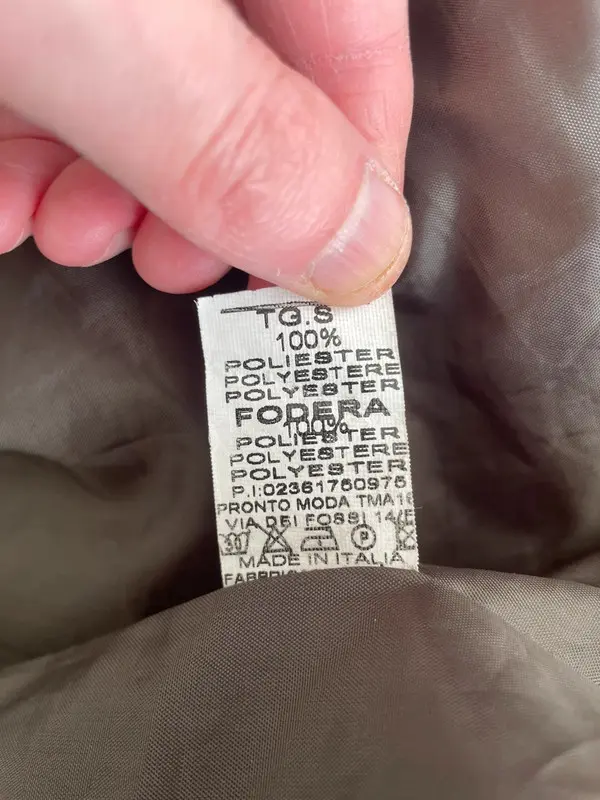 TG.S
100%
POLIESTER
POLYESTERE
POLYESTER
FODERA
100%
POLIESTER
POLYESTERE
POLYESTER
P.I:02361760975
PRONTO MODA TMA
VIA DEI FOSSI 14/E
30
P
MADE IN ITALIA